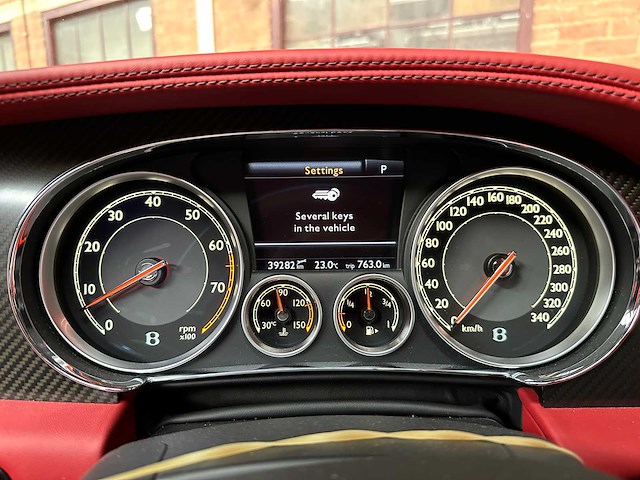 Settings P
Several keys
in the vehicle
39282 km 23.0°C trip 763.0 km
0 10 20 30 40 50 60 70
rpm
x100
B
30°C 60 90 120 150
0 1/4 1/2 3/4 1
0 20 40 60 80 100 120 140 160 180 200 220 240 260 280 300 320 340
km/h
B